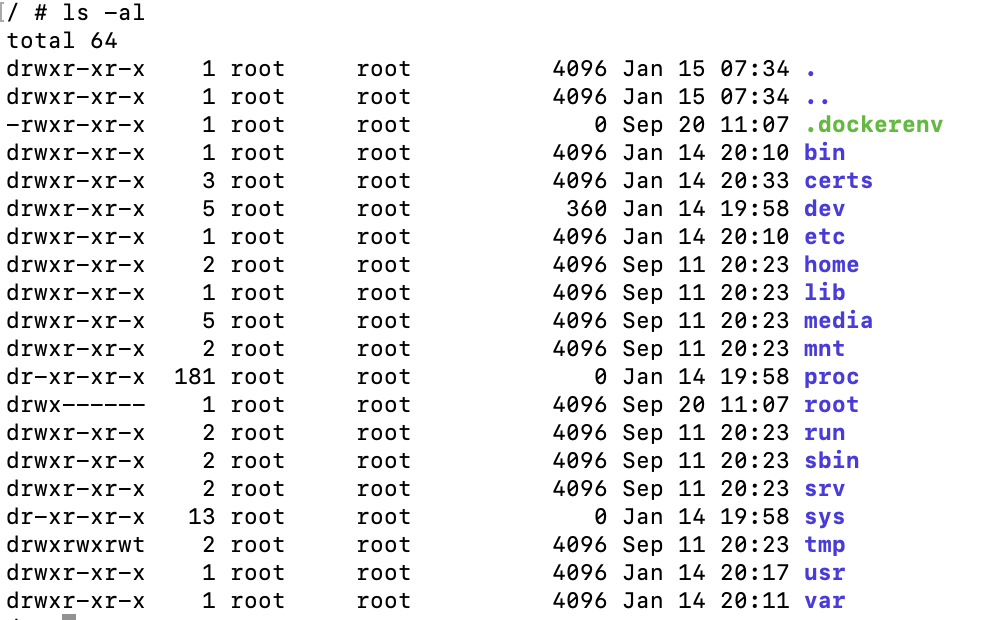 / # ls -al
total 64
drwxr-xr-x    1 root     root          4096 Jan 15 07:34 .
drwxr-xr-x    1 root     root          4096 Jan 15 07:34 ..
-rwxr-xr-x    1 root     root             0 Sep 20 11:07 .dockerenv
drwxr-xr-x    1 root     root          4096 Jan 14 20:10 bin
drwxr-xr-x    3 root     root          4096 Jan 14 20:33 certs
drwxr-xr-x    5 root     root           360 Jan 14 19:58 dev
drwxr-xr-x    1 root     root          4096 Jan 14 20:10 etc
drwxr-xr-x    2 root     root          4096 Sep 11 20:23 home
drwxr-xr-x    1 root     root          4096 Sep 11 20:23 lib
drwxr-xr-x    5 root     root          4096 Sep 11 20:23 media
drwxr-xr-x    2 root     root          4096 Sep 11 20:23 mnt
dr-xr-xr-x  181 root     root             0 Jan 14 19:58 proc
drwx------    1 root     root          4096 Sep 20 11:07 root
drwxr-xr-x    2 root     root          4096 Sep 11 20:23 run
drwxr-xr-x    2 root     root          4096 Sep 11 20:23 sbin
drwxr-xr-x    2 root     root          4096 Sep 11 20:23 srv
dr-xr-xr-x   13 root     root             0 Jan 14 19:58 sys
drwxrwxrwt    2 root     root          4096 Sep 11 20:23 tmp
drwxr-xr-x    1 root     root          4096 Jan 14 20:17 usr
drwxr-xr-x    1 root     root          4096 Jan 14 20:11 var